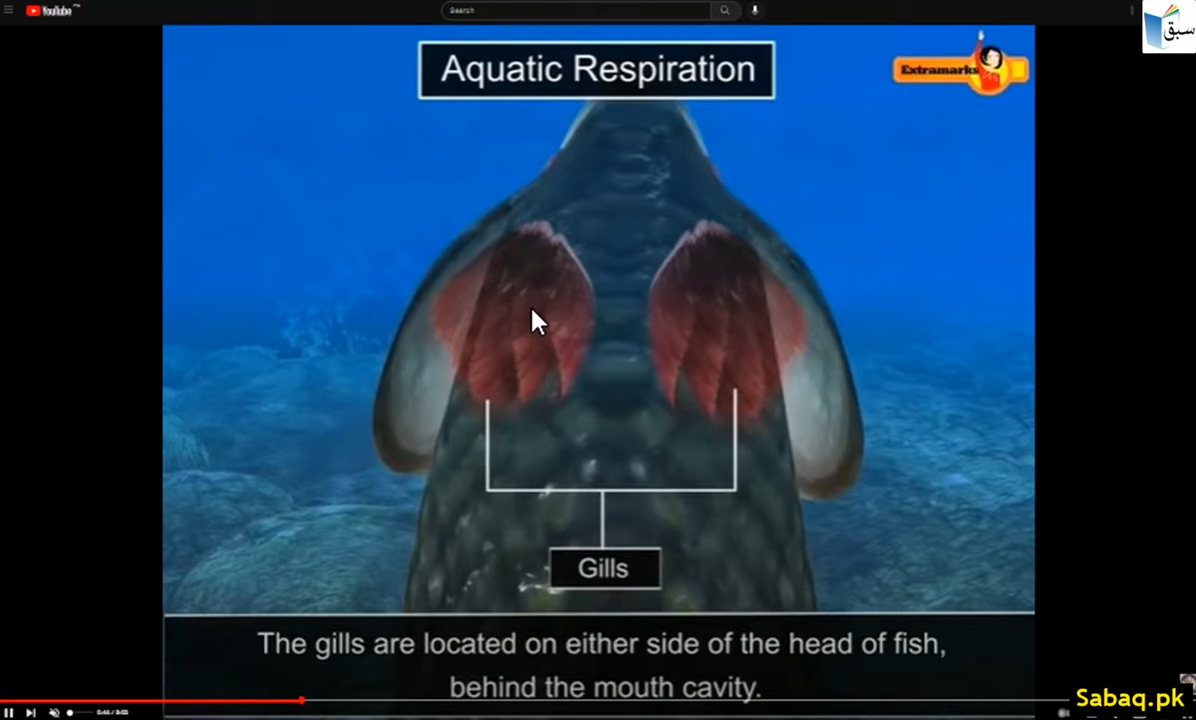 YouTube
Search
سبق
Aquatic Respiration
Extramarks
Gills
The gills are located on either side of the head of fish,
behind the mouth cavity.
Sabaq.pk